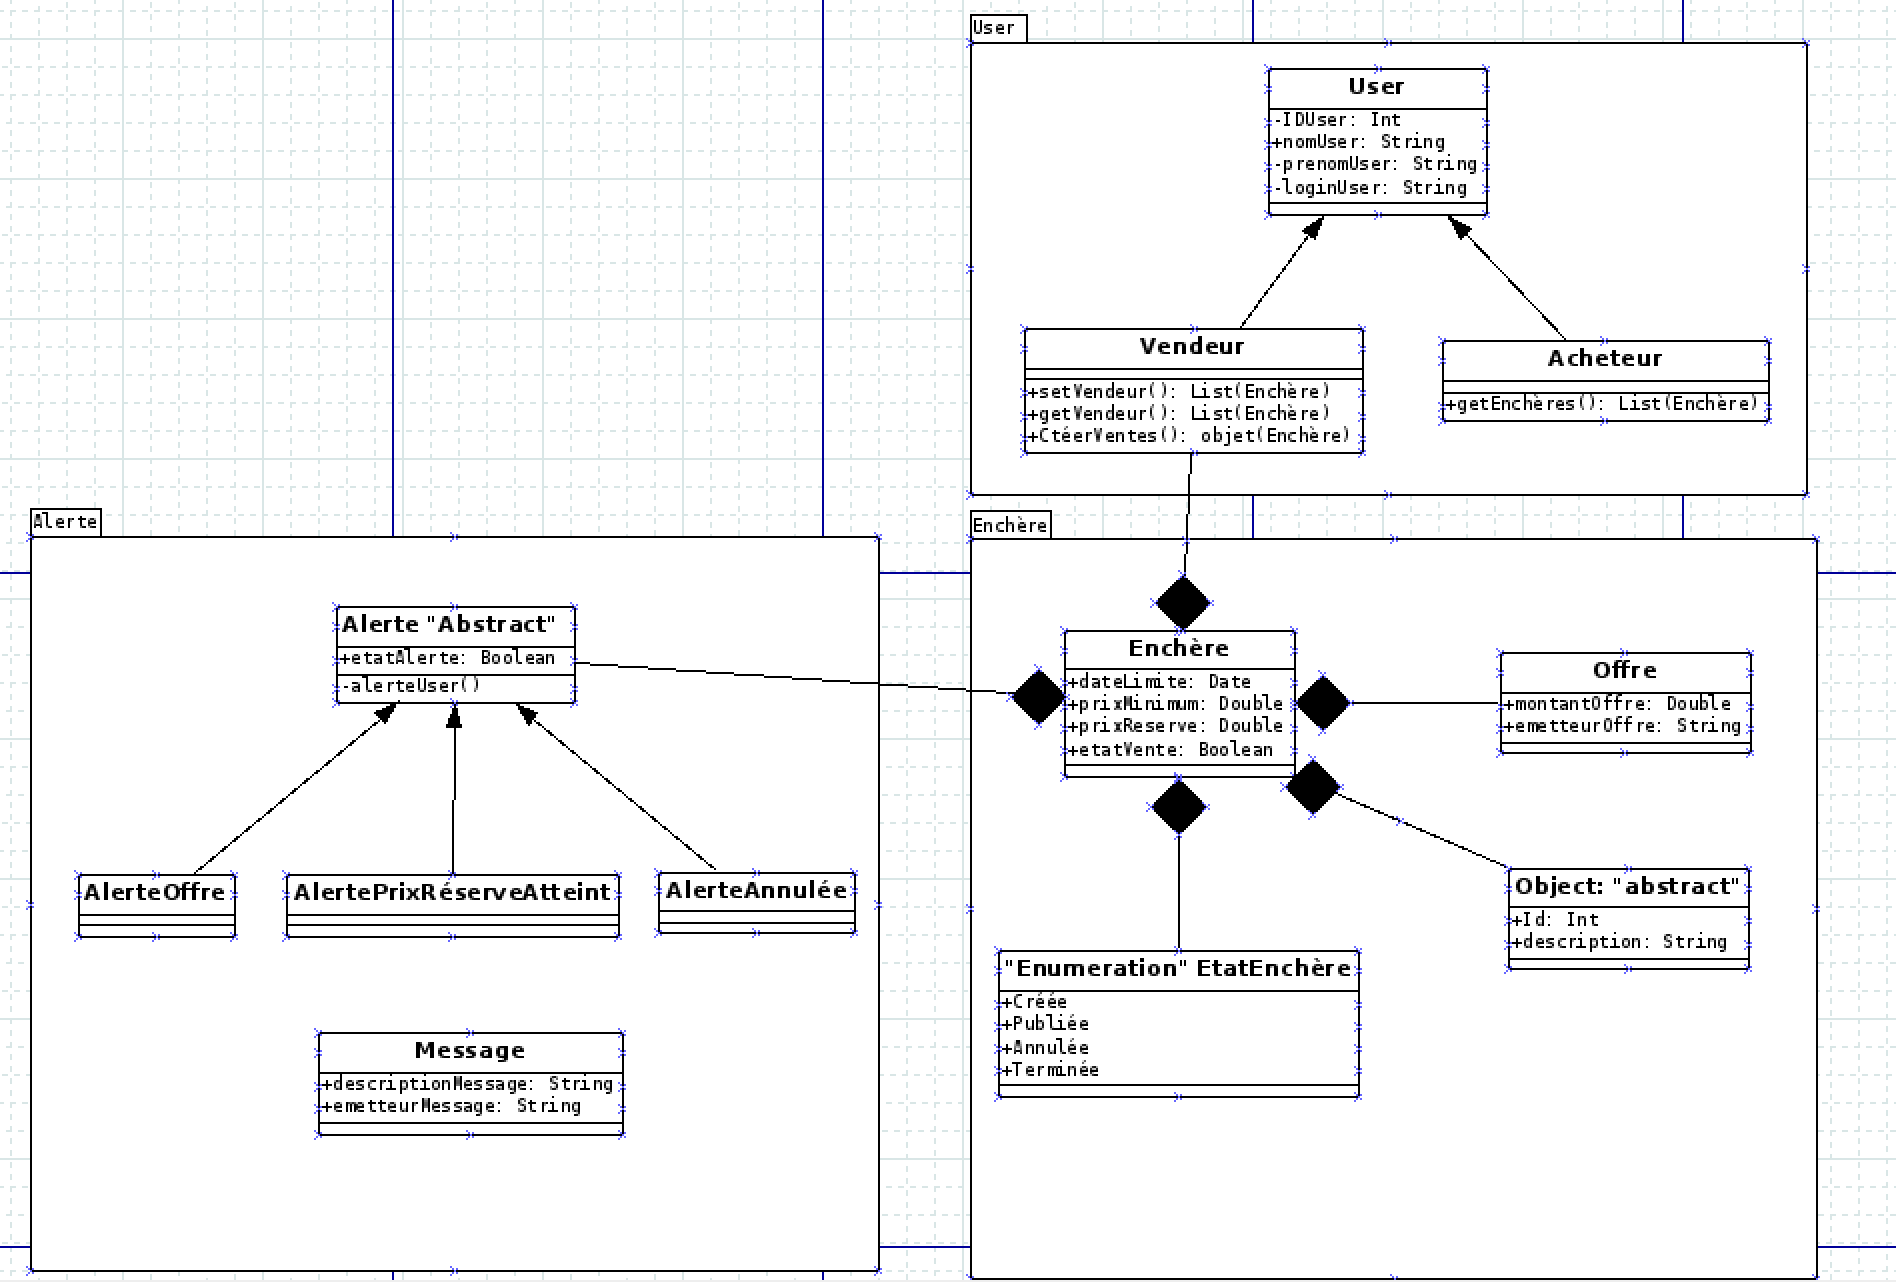 User
User
-IDUser: Int
+nomUser: String
-prenomUser: String
-loginUser: String
Vendeur
+setVendeur(): List(Enchère)
+getVendeur(): List(Enchère)
+CtéerVentes(): objet(Enchère)
Acheteur
+getEnchères(): List(Enchère)
Alerte
Alerte "Abstract"
+etatAlerte: Boolean
-alerteUser()
AlerteOffre
AlertePrixRéserveAtteint
AlerteAnnulée
Message
+descriptionMessage: String
+emetteurMessage: String
Enchère
Enchère
+dateLimite: Date
+prixMinimum: Double
+prixReserve: Double
+etatVente: Boolean
Offre
+montantOffre: Double
+emetteurOffre: String
Object: "abstract"
+Id: Int
+description: String
"Enumeration" EtatEnchère
+Créée
+Publiée
+Annulée
+Terminée